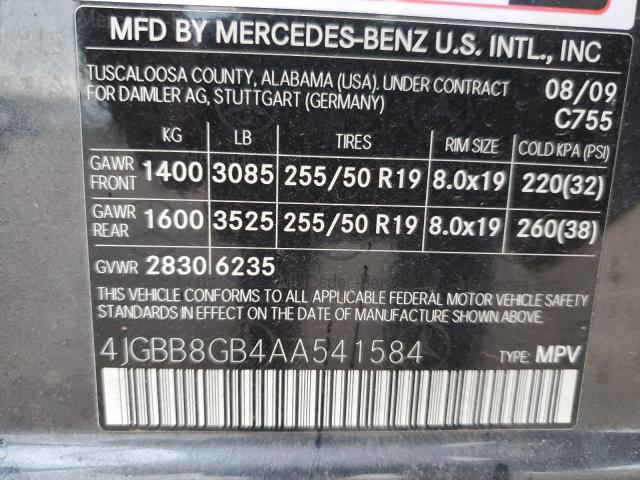 MFD BY MERCEDES-BENZ U.S. INTL., INC
TUSCALOOSA COUNTY, ALABAMA (USA). UNDER CONTRACT 08/09
FOR DAIMLER AG, STUTTGART (GERMANY) C755
KG LB TIRES RIM SIZE COLD KPA (PSI)
GAWR FRONT 1400 3085 255/50 R19 8.0x19 220(32)
GAWR REAR 1600 3525 255/50 R19 8.0x19 260(38)
GVWR 2830 6235
THIS VEHICLE CONFORMS TO ALL APPLICABLE FEDERAL MOTOR VEHICLE SAFETY
STANDARDS IN EFFECT ON THE DATE OF MANUFACTURE SHOWN ABOVE
4JGBB8GB4AA541584 TYPE: MPV